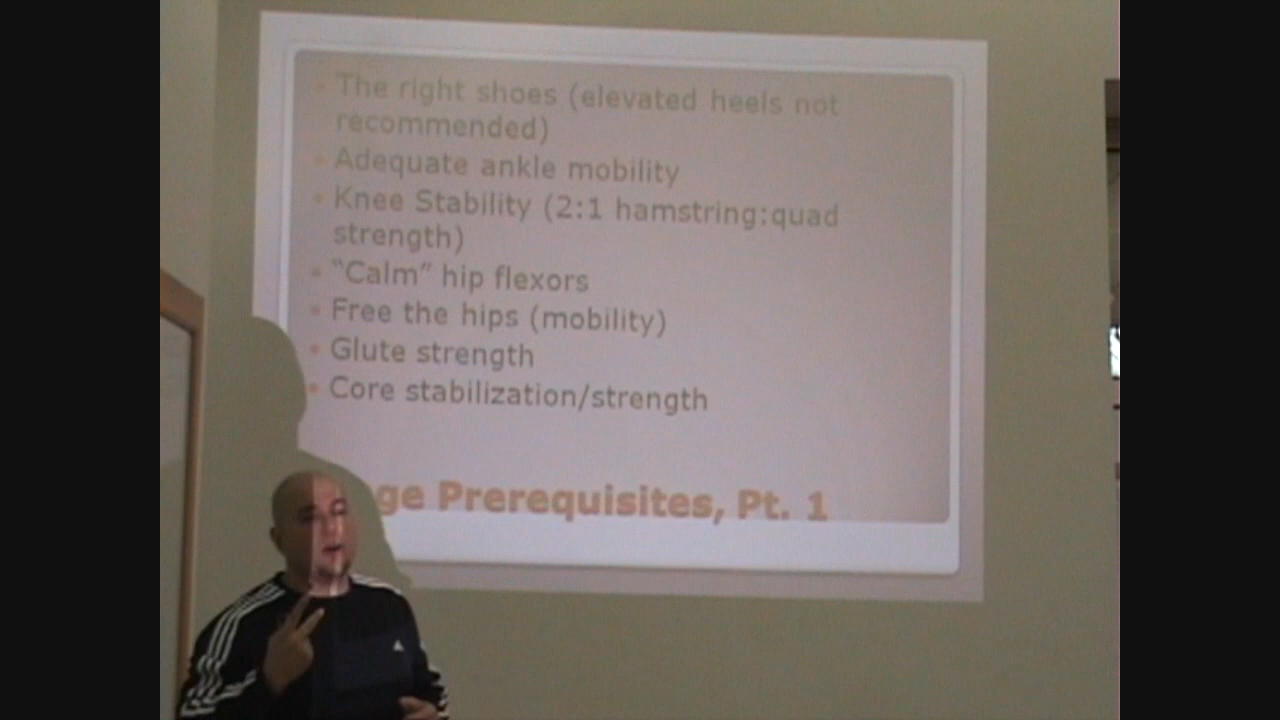 The right shoes (elevated heels not
recommended)
Adequate ankle mobility
Knee Stability (2:1 hamstring:quad
strength)
“Calm” hip flexors
Free the hips (mobility)
Glute strength
Core stabilization/strength
Prerequisites, Pt. 1